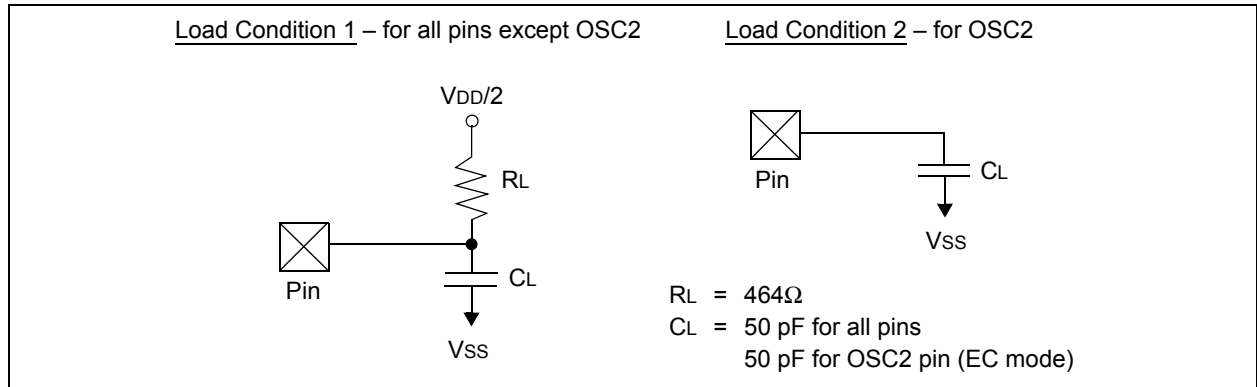 Load Condition 1 – for all pins except OSC2
Load Condition 2 – for OSC2
VDD/2
RL
Pin
CL
VSS
Pin
CL
VSS
RL = 464Ω
CL = 50 pF for all pins
50 pF for OSC2 pin (EC mode)